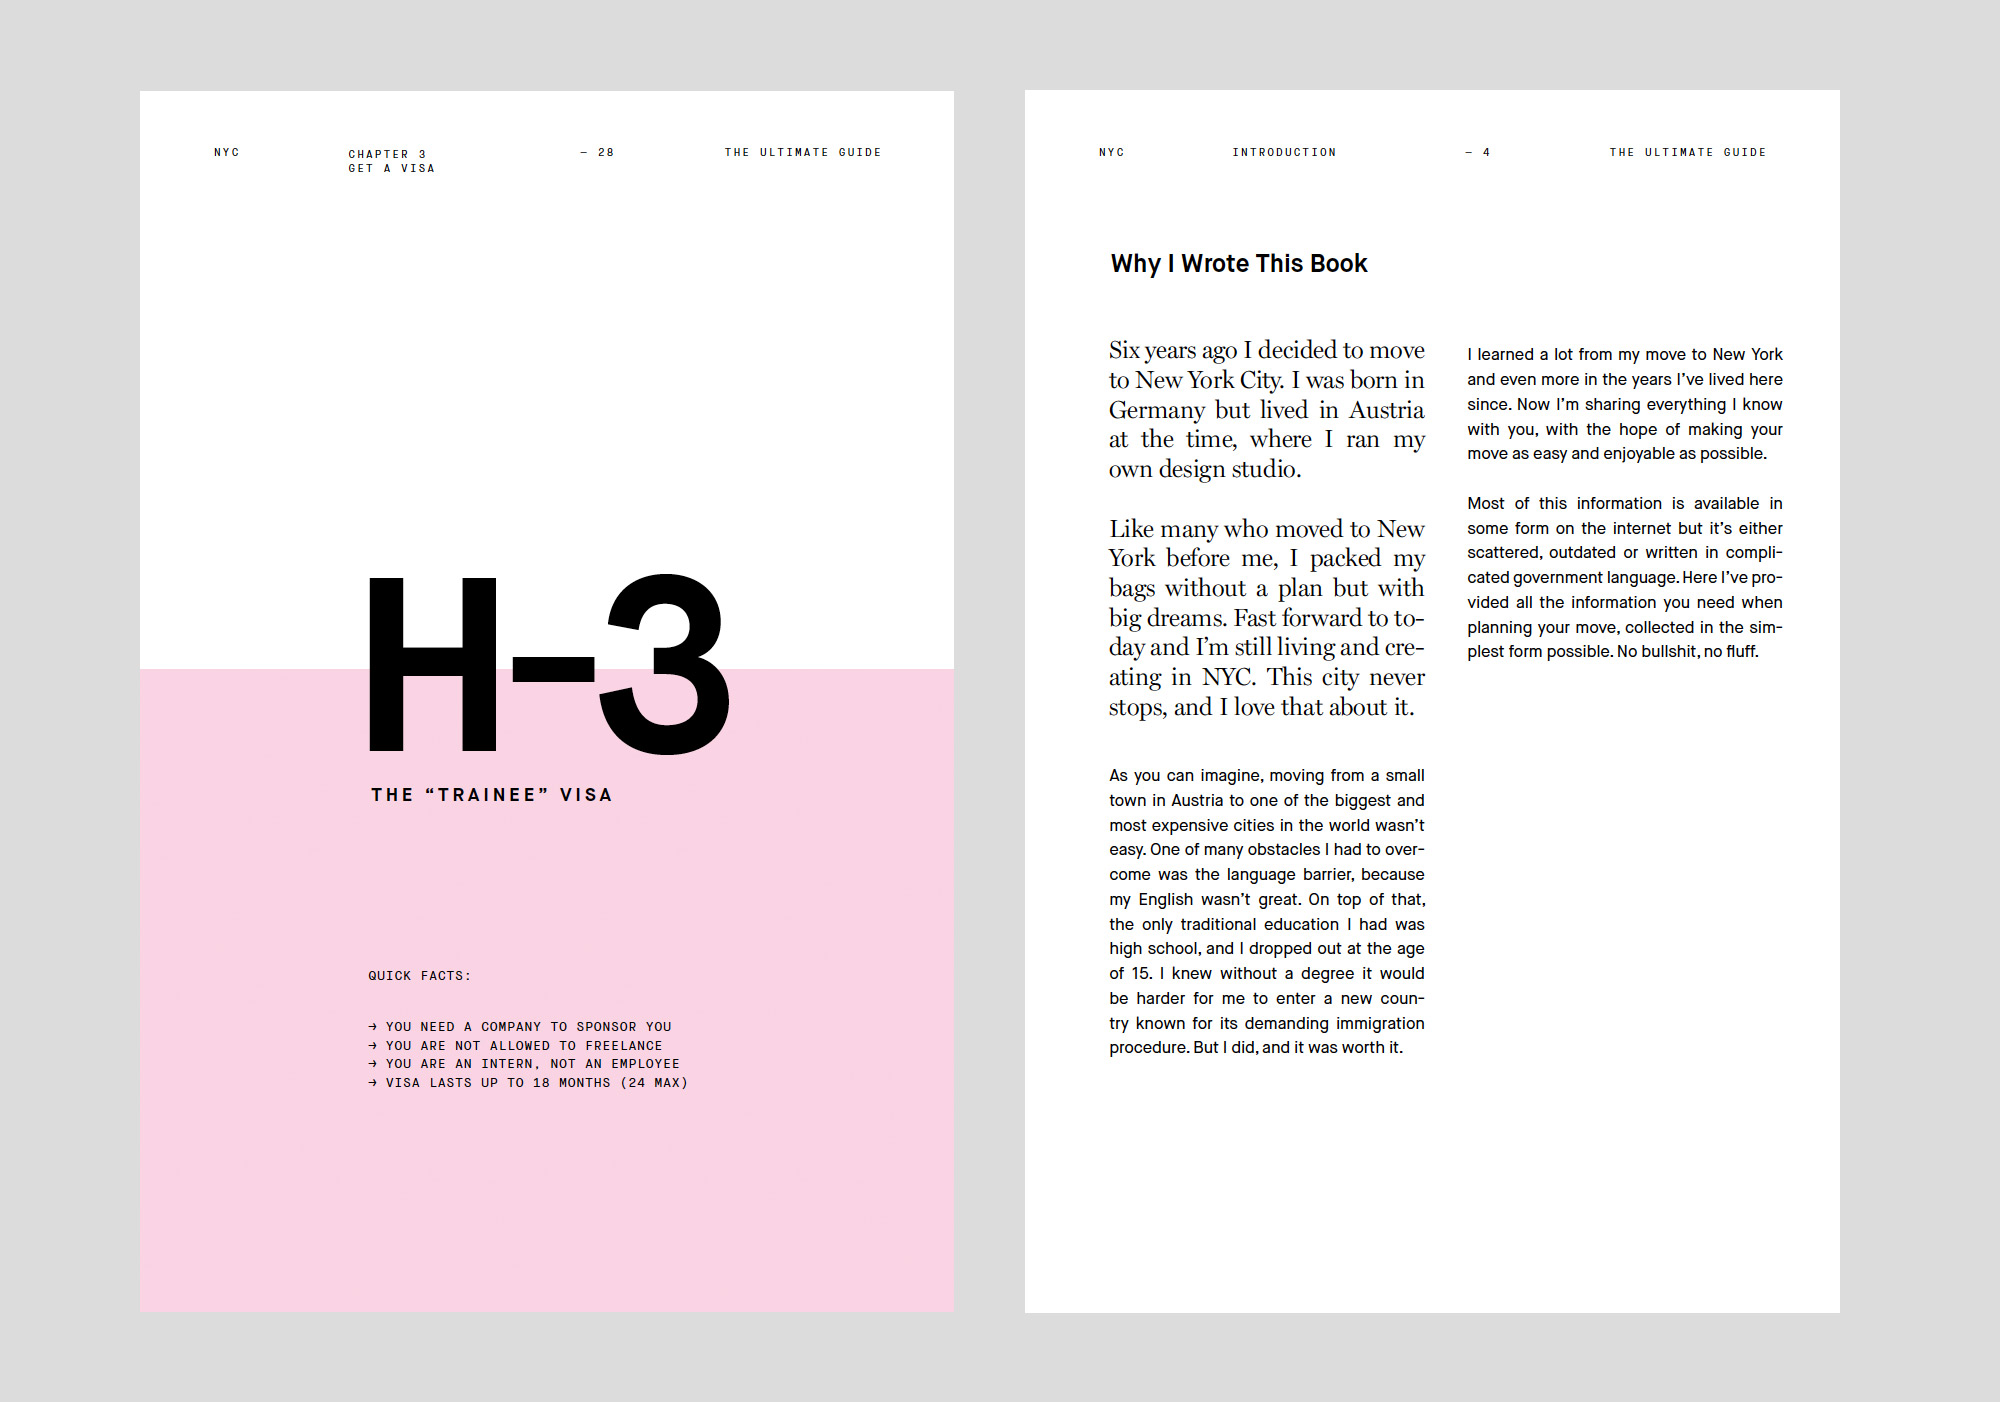 NYC
CHAPTER 3
GET A VISA
— 28
THE ULTIMATE GUIDE
H–3
THE “TRAINEE” VISA
QUICK FACTS:
→ YOU NEED A COMPANY TO SPONSOR YOU
→ YOU ARE NOT ALLOWED TO FREELANCE
→ YOU ARE AN INTERN, NOT AN EMPLOYEE
→ VISA LASTS UP TO 18 MONTHS (24 MAX)
NYC
INTRODUCTION
— 4
THE ULTIMATE GUIDE
Why I Wrote This Book
Six years ago I decided to move
to New York City. I was born in
Germany but lived in Austria
at the time, where I ran my
own design studio.
Like many who moved to New
York before me, I packed my
bags without a plan but with
big dreams. Fast forward to to-
day and I’m still living and cre-
ating in NYC. This city never
stops, and I love that about it.
As you can imagine, moving from a small
town in Austria to one of the biggest and
most expensive cities in the world wasn’t
easy. One of many obstacles I had to over-
come was the language barrier, because
my English wasn’t great. On top of that,
the only traditional education I had was
high school, and I dropped out at the age
of 15. I knew without a degree it would
be harder for me to enter a new coun-
try known for its demanding immigration
procedure. But I did, and it was worth it.
I learned a lot from my move to New York
and even more in the years I’ve lived here
since. Now I’m sharing everything I know
with you, with the hope of making your
move as easy and enjoyable as possible.
Most of this information is available in
some form on the internet but it’s either
scattered, outdated or written in compli-
cated government language. Here I’ve pro-
vided all the information you need when
planning your move, collected in the sim-
plest form possible. No bullshit, no fluff.